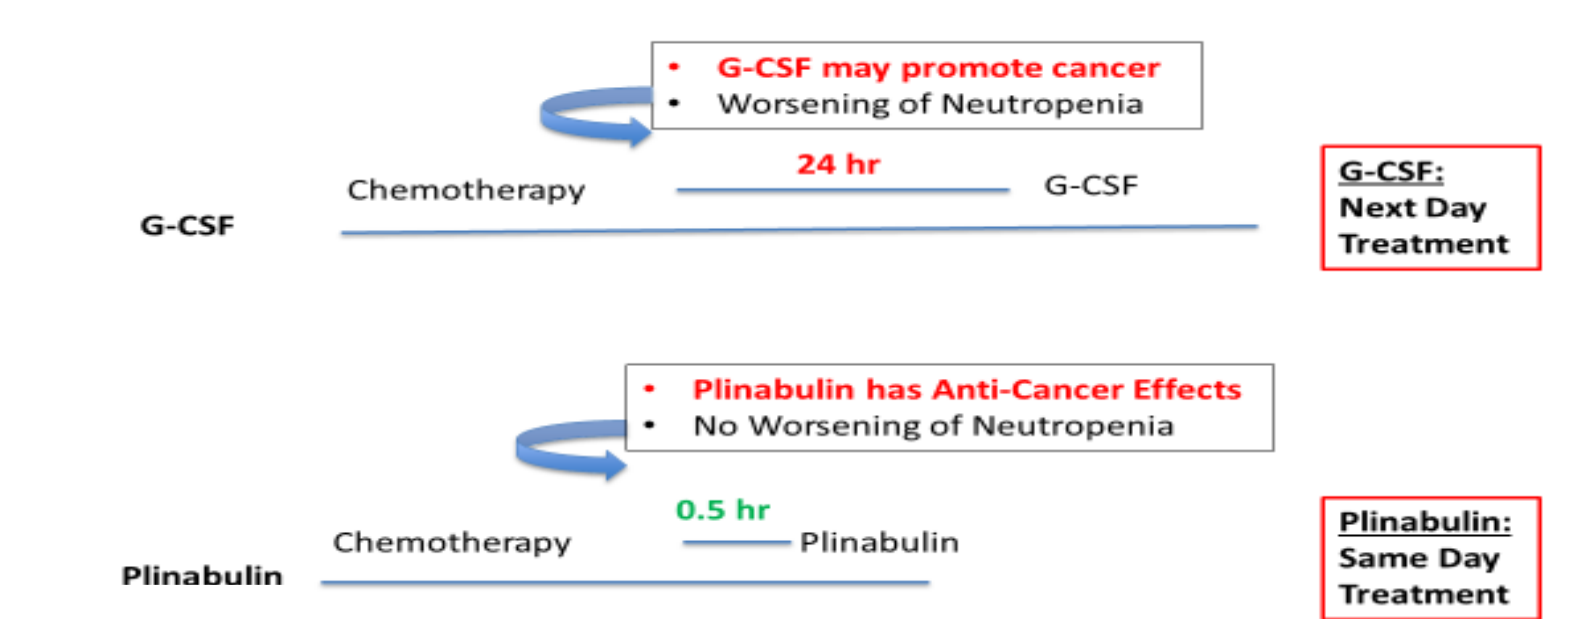 • G-CSF may promote cancer
• Worsening of Neutropenia
24 hr
Chemotherapy
G-CSF
G-CSF
G-CSF:
Next Day
Treatment
• Plinabulin has Anti-Cancer Effects
• No Worsening of Neutropenia
0.5 hr
Chemotherapy
Plinabulin
Plinabulin
Plinabulin:
Same Day
Treatment